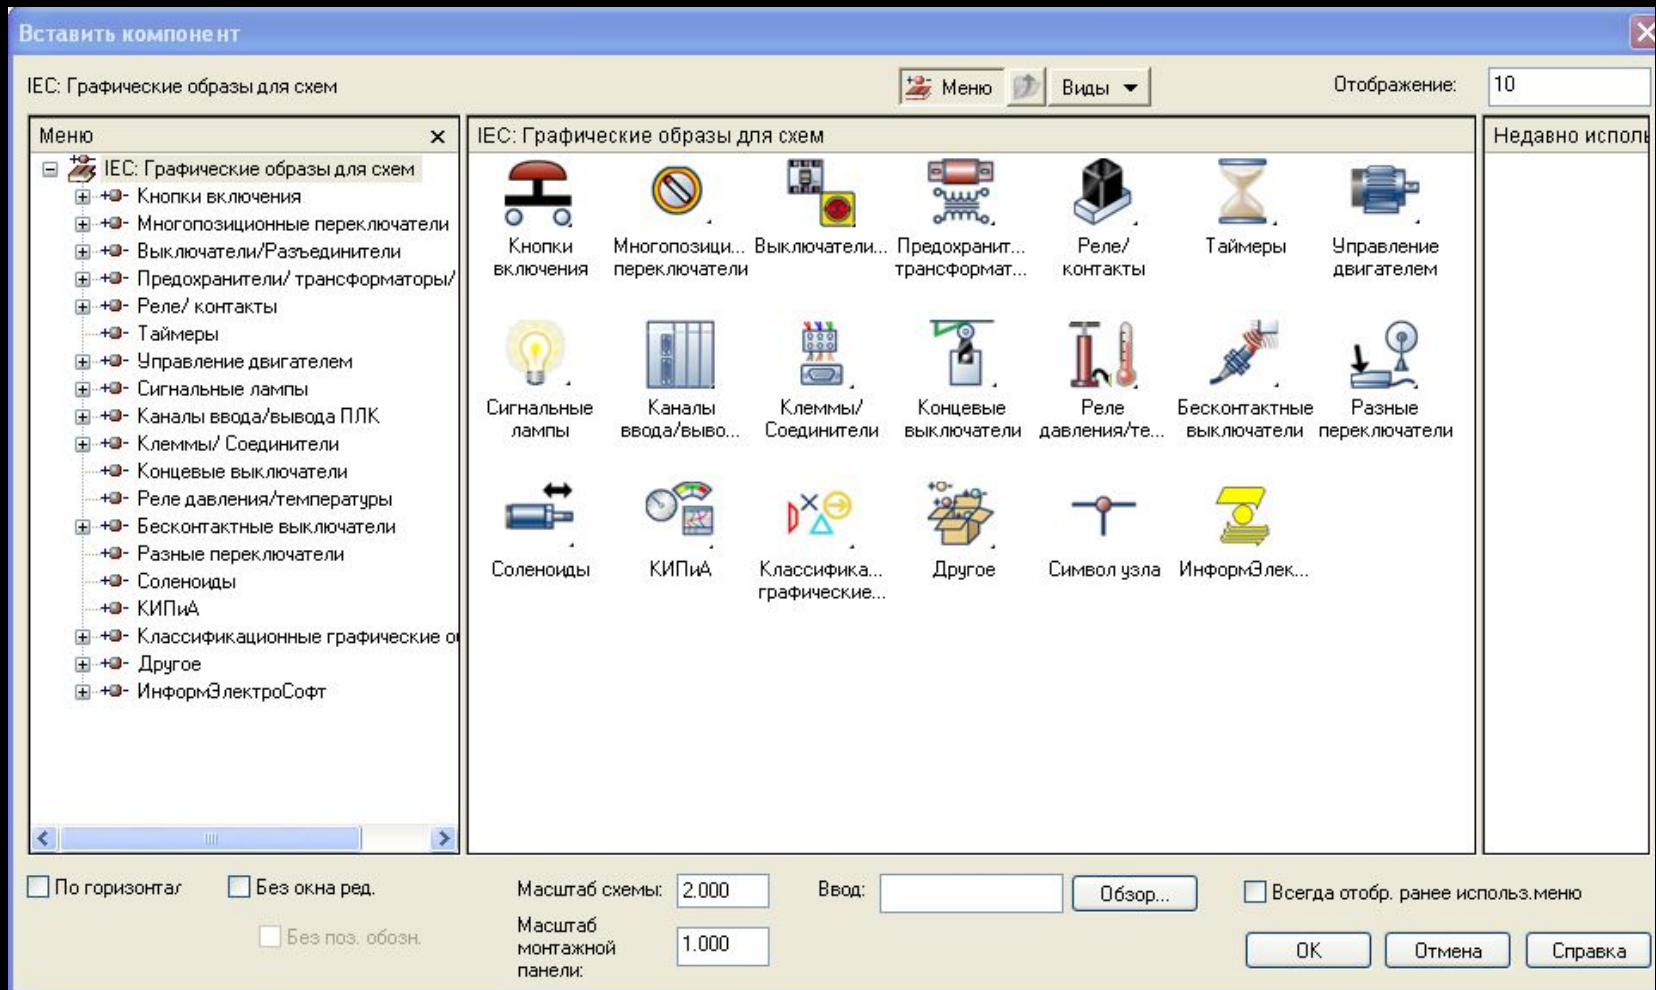 Вставить компонент
IEC: Графические образы для схем
Меню
Виды
Отображение:
10
Меню
IEC: Графические образы для схем
Кнопки включения
Многопозиционные переключатели
Выключатели/Разъединители
Предохранители/ трансформаторы/
Реле/ контакты
Таймеры
Управление двигателем
Сигнальные лампы
Каналы ввода/вывода ПЛК
Клеммы/ Соединители
Концевые выключатели
Реле давления/температуры
Бесконтактные выключатели
Разные переключатели
Соленоиды
КИПиА
Классификационные графические о
Другое
ИнформЭлектроСофт
IEC: Графические образы для схем
Кнопки
включения
Многопозици...
переключатели
Выключатели...
Предохранит...
трансформат...
Реле/
контакты
Таймеры
Управление
двигателем
Сигнальные
лампы
Каналы
ввода/выво...
Клеммы/
Соединители
Концевые
выключатели
Реле
давления/те...
Бесконтактные
выключатели
Разные
переключатели
Соленоиды
КИПиА
Классифика...
графические...
Другое
Символ узла
ИнформЭлек...
Недавно исполь
По горизонтал
Без окна ред.
Без поз. обозн.
Масштаб схемы:
2.000
Масштаб
монтажной
панели:
1.000
Ввод:
Обзор...
Всегда отобр. ранее использ.меню
OK
Отмена
Справка